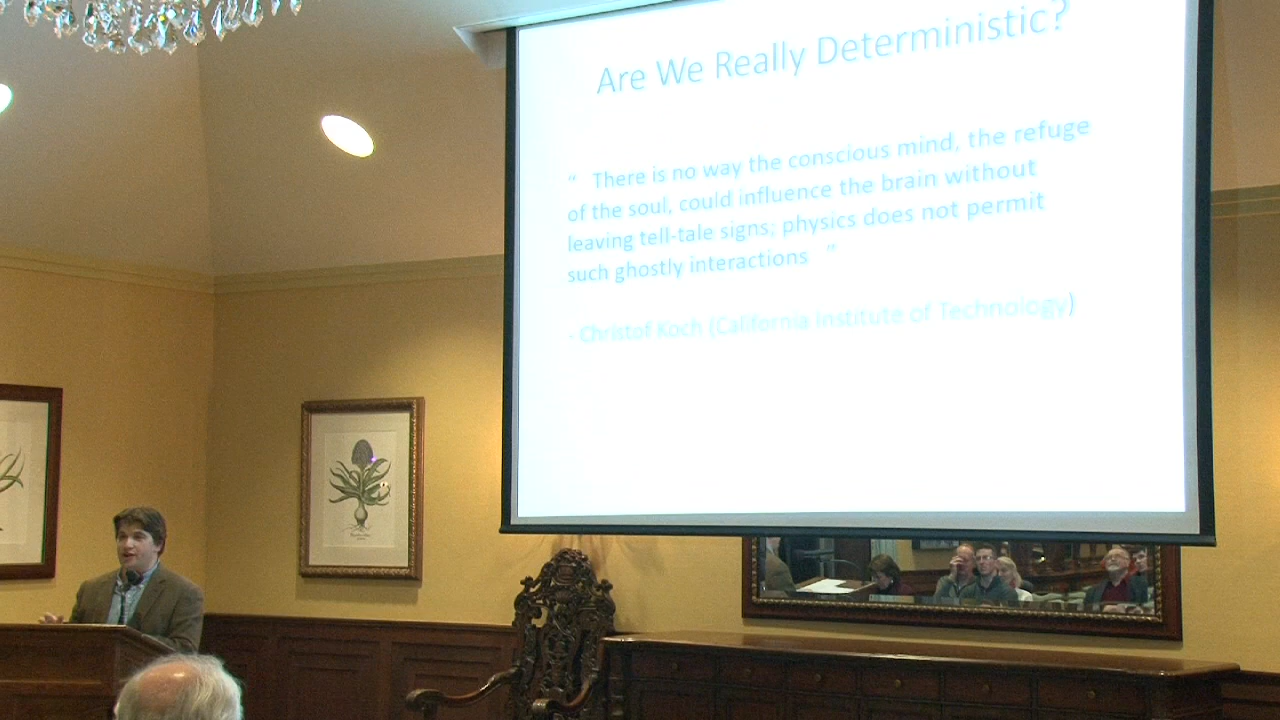 Are We Really Deterministic?
“ There is no way the conscious mind, the refuge
of the soul, could influence the brain without
leaving tell-tale signs; physics does not permit
such ghostly interactions ”
- Christof Koch (California Institute of Technology)